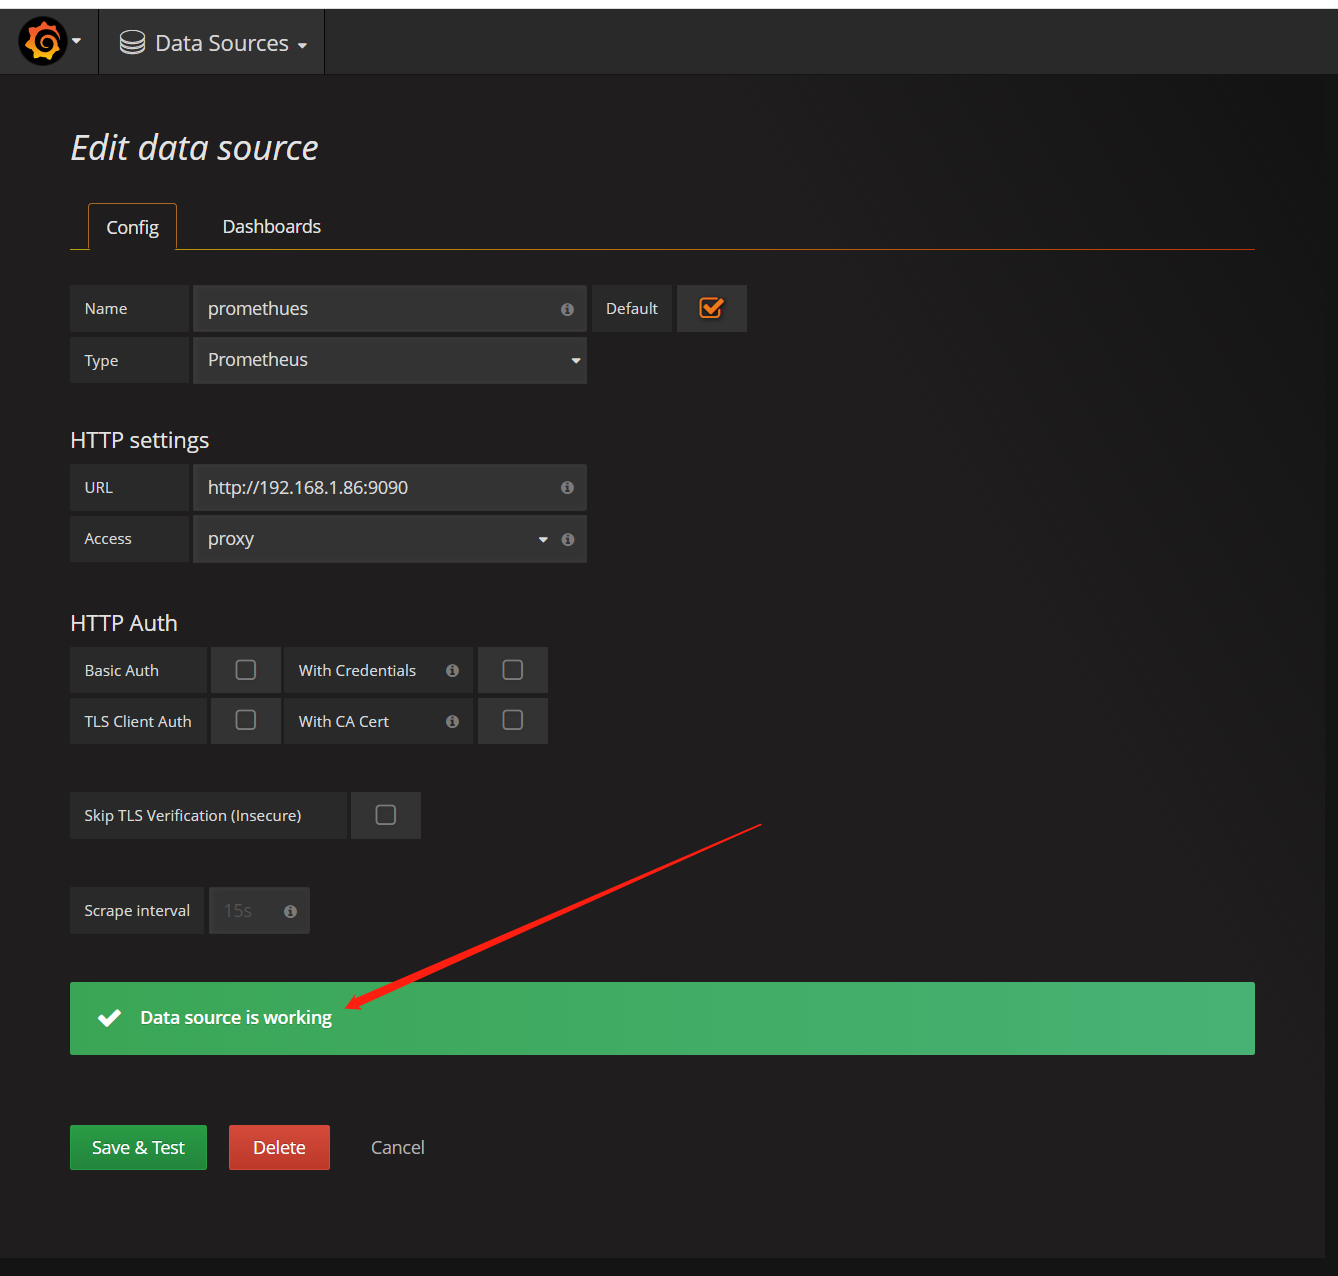 Data Sources
Edit data source
Config Dashboards
Name promethues Default
Type Prometheus
HTTP settings
URL http://192.168.1.86:9090
Access proxy
HTTP Auth
Basic Auth With Credentials
TLS Client Auth With CA Cert
Skip TLS Verification (Insecure)
Scrape interval 15s
Data source is working
Save & Test Delete Cancel